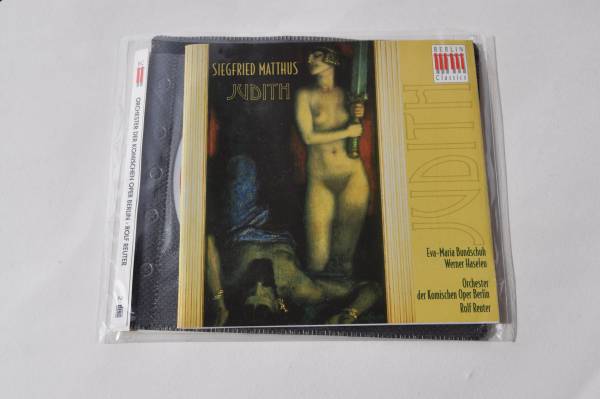 SIEGFRIED MATTHUS
JUDITH
BERLIN
Classics
JUDITH
Eva-Maria Bundschuh
Werner Haseleu
Orchester
der Komischen Oper Berlin
Rolf Reuter
ORCHESTER DER KOMISCHEN OPER BERLIN · ROLF REUTER
2